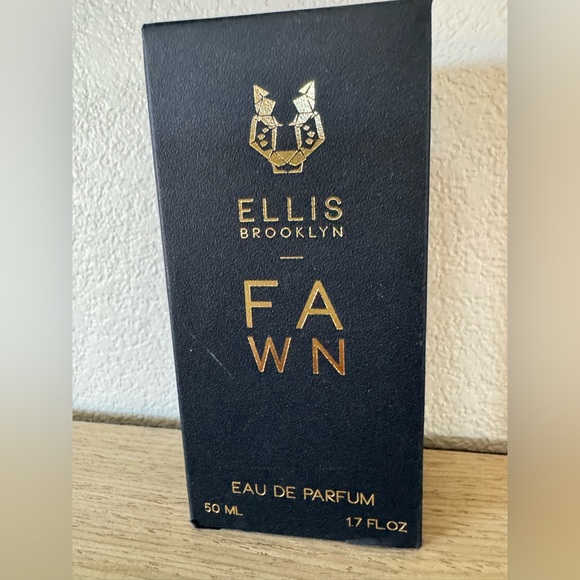 ELLIS
BROOKLYN
FA
WN
EAU DE PARFUM
50 ML 1.7 FL.OZ